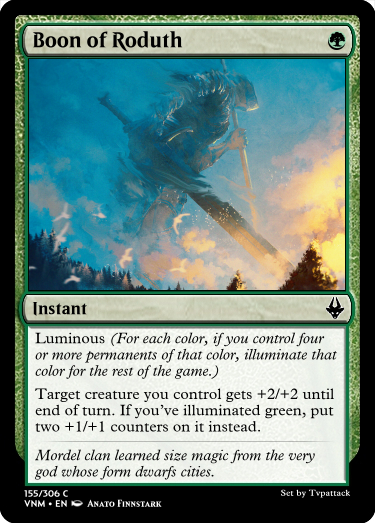 Boon of Roduth
Instant
Luminous (For each color, if you control four
or more permanents of that color, illuminate that
color for the rest of the game.)
Target creature you control gets +2/+2 until
end of turn. If you've illuminated green, put
two +1/+1 counters on it instead.
Mordel clan learned size magic from the very
god whose form dwarfs cities.
155/306 C
Set by Tvpattack
VNM • EN Anato Finnstark